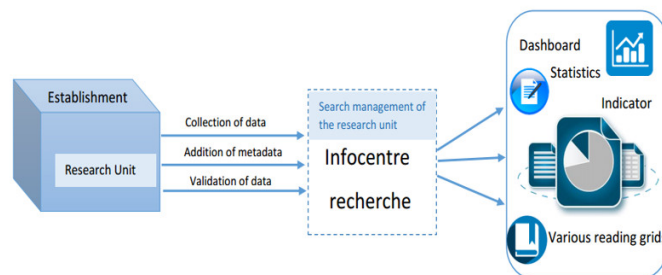 Establishment
Research Unit
Collection of data
Addition of metadata
Validation of data
Search management of
the research unit
Infocentre
recherche
Dashboard
Statistics
Indicator
Various reading grid